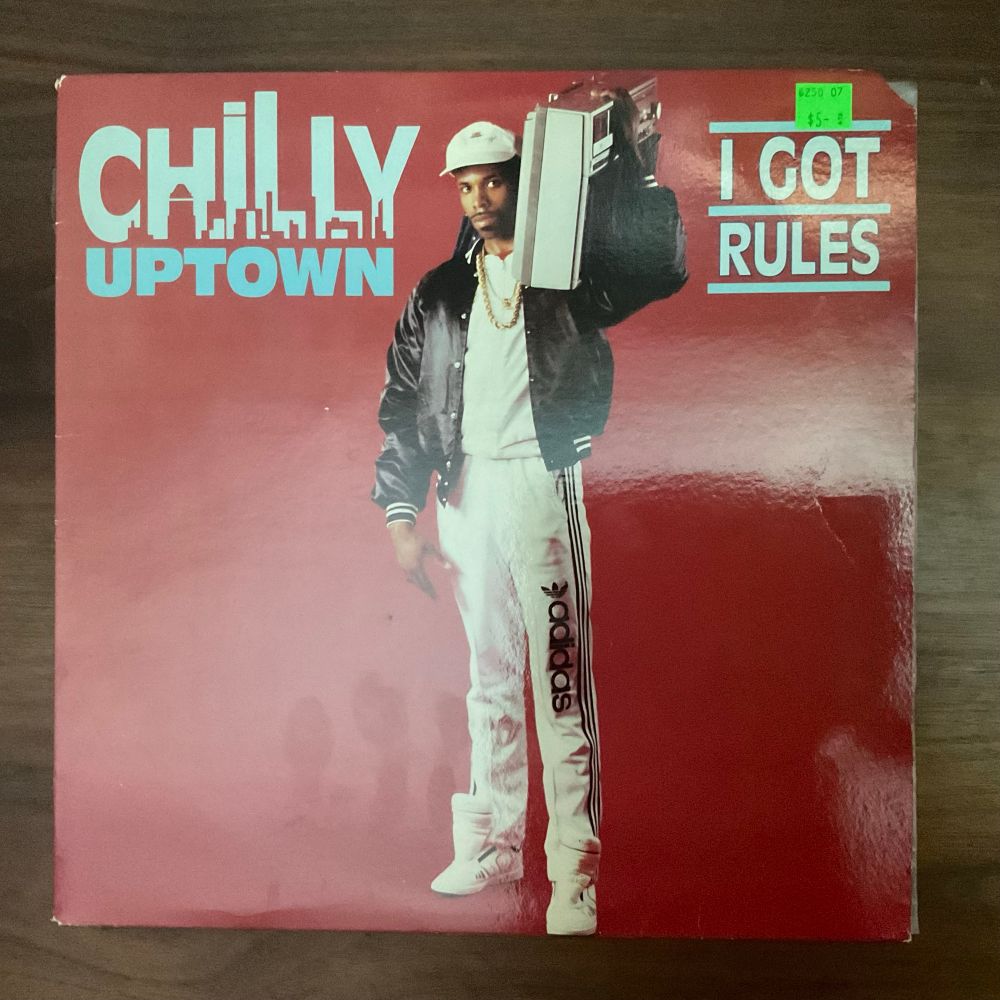 CHiLLY
UPTOWN
6250 07
$5-
I GOT
RULES
adidas